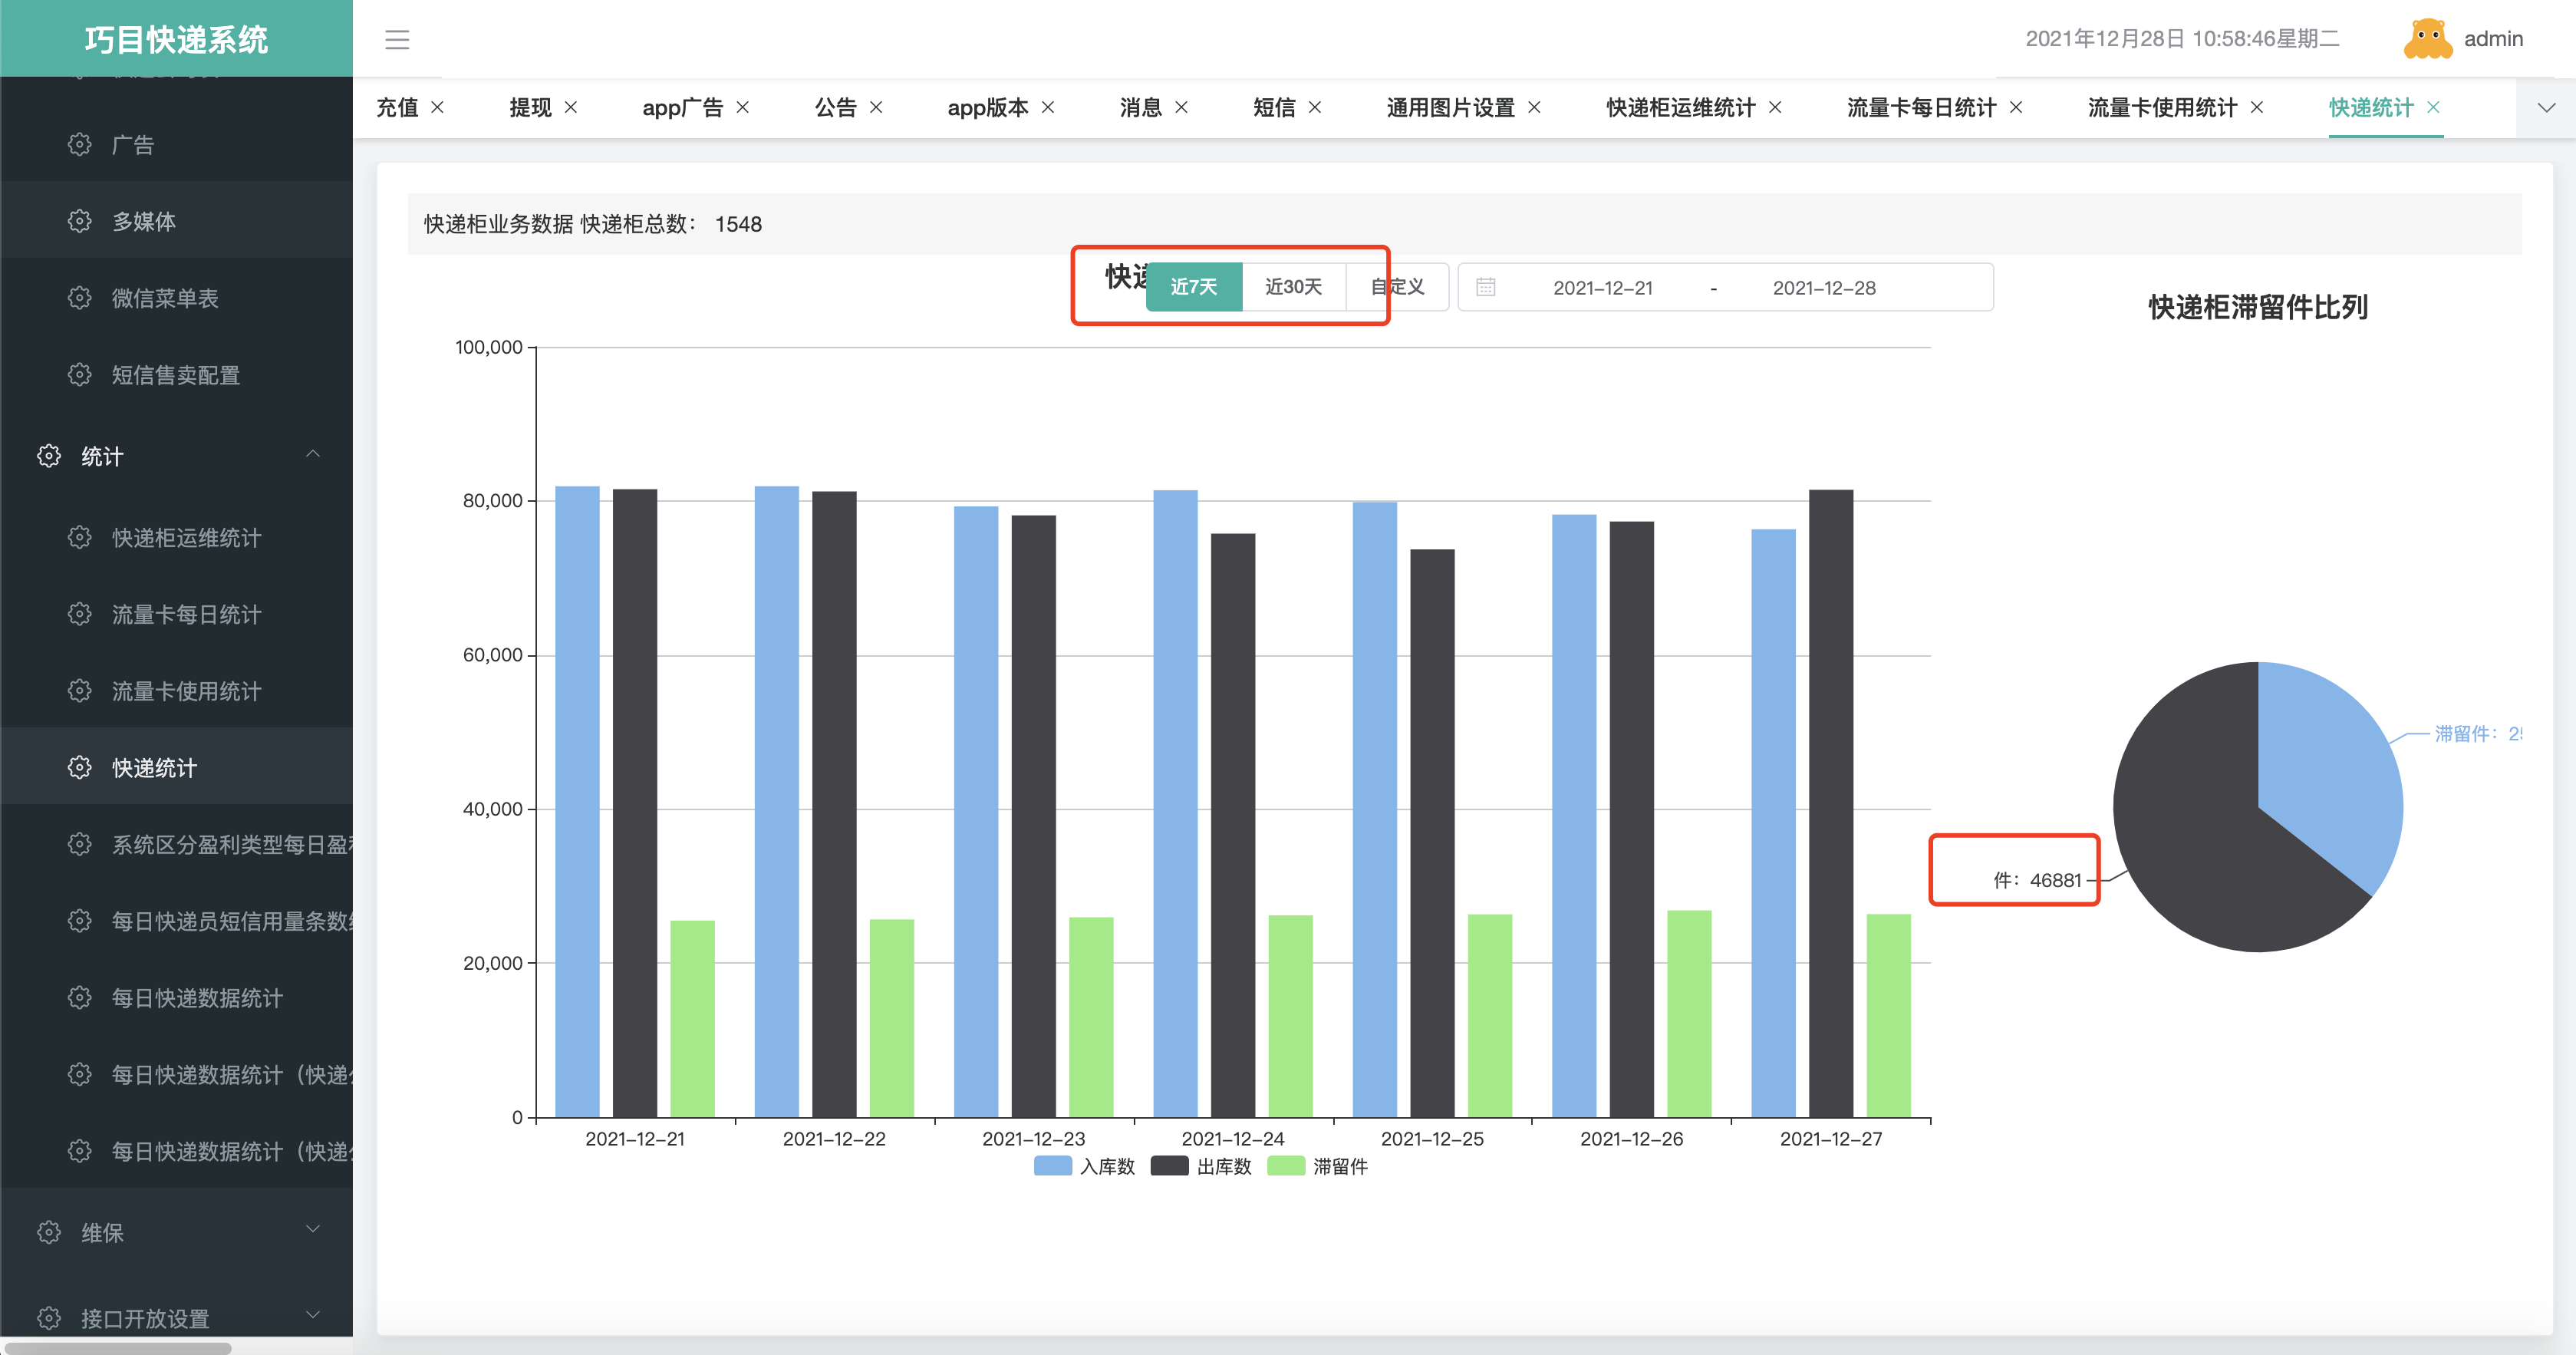 巧目快递系统
2021年12月28日 10:58:46星期二
admin
充值 提现 app广告 公告 app版本 消息 短信 通用图片设置 快递柜运维统计 流量卡每日统计 流量卡使用统计 快递统计
广告
多媒体
微信菜单表
短信售卖配置
统计
快递柜运维统计
流量卡每日统计
流量卡使用统计
快递统计
系统区分盈利类型每日盈
每日快递员短信用量条数
每日快递数据统计
每日快递数据统计（快递
每日快递数据统计（快递
维保
接口开放设置
快递柜业务数据 快递柜总数： 1548
快递
近7天 近30天 自定义
2021-12-21 - 2021-12-28
快递柜滞留件比列
100,000
80,000
60,000
40,000
20,000
0
2021-12-21 2021-12-22 2021-12-23 2021-12-24 2021-12-25 2021-12-26 2021-12-27
入库数 出库数 滞留件
滞留件：2
件：46881